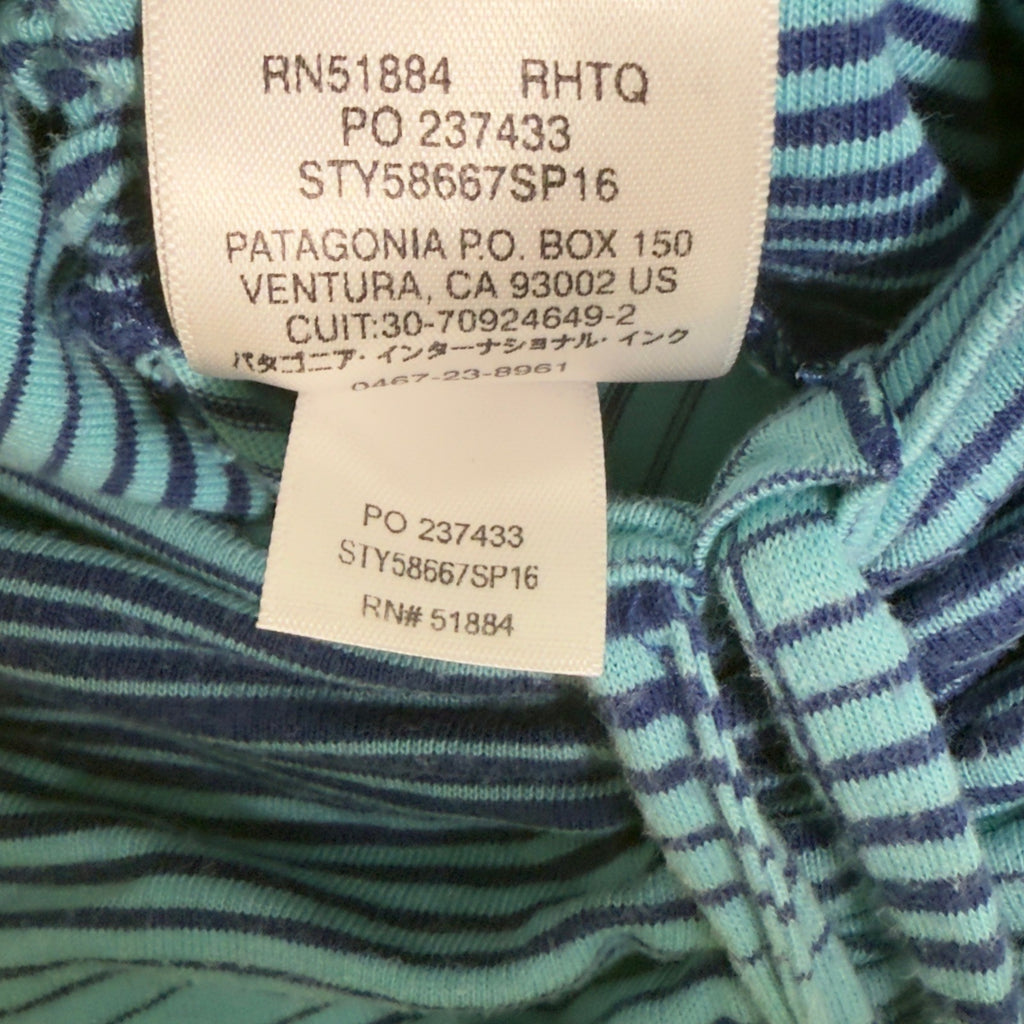 RN51884 RHTQ
PO 237433
STY58667SP16
PATAGONIA P.O. BOX 150
VENTURA, CA 93002 US
CUIT:30-70924649-2
パタゴニア・インターナショナル・インク
0467-23-8961
PO 237433
STY58667SP16
RN# 51884